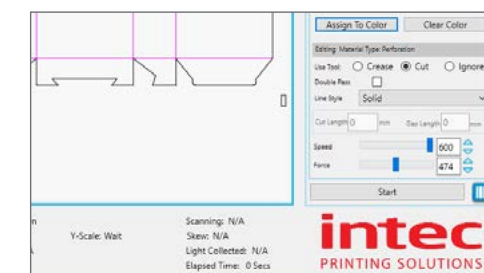 Assign To Color Clear Color
Editing: Material Type: Perforation
Use Tool: Crease Cut Ignore
Double Pass
Line Style Solid
Cut Length 0 mm Gap Length 0 mm
Speed 600
Force 474
Start
Scanning: N/A
Y-Scale: Wait Skew: N/A
Light Collected: N/A
Elapsed Time: 0 Secs
intec
PRINTING SOLUTIONS